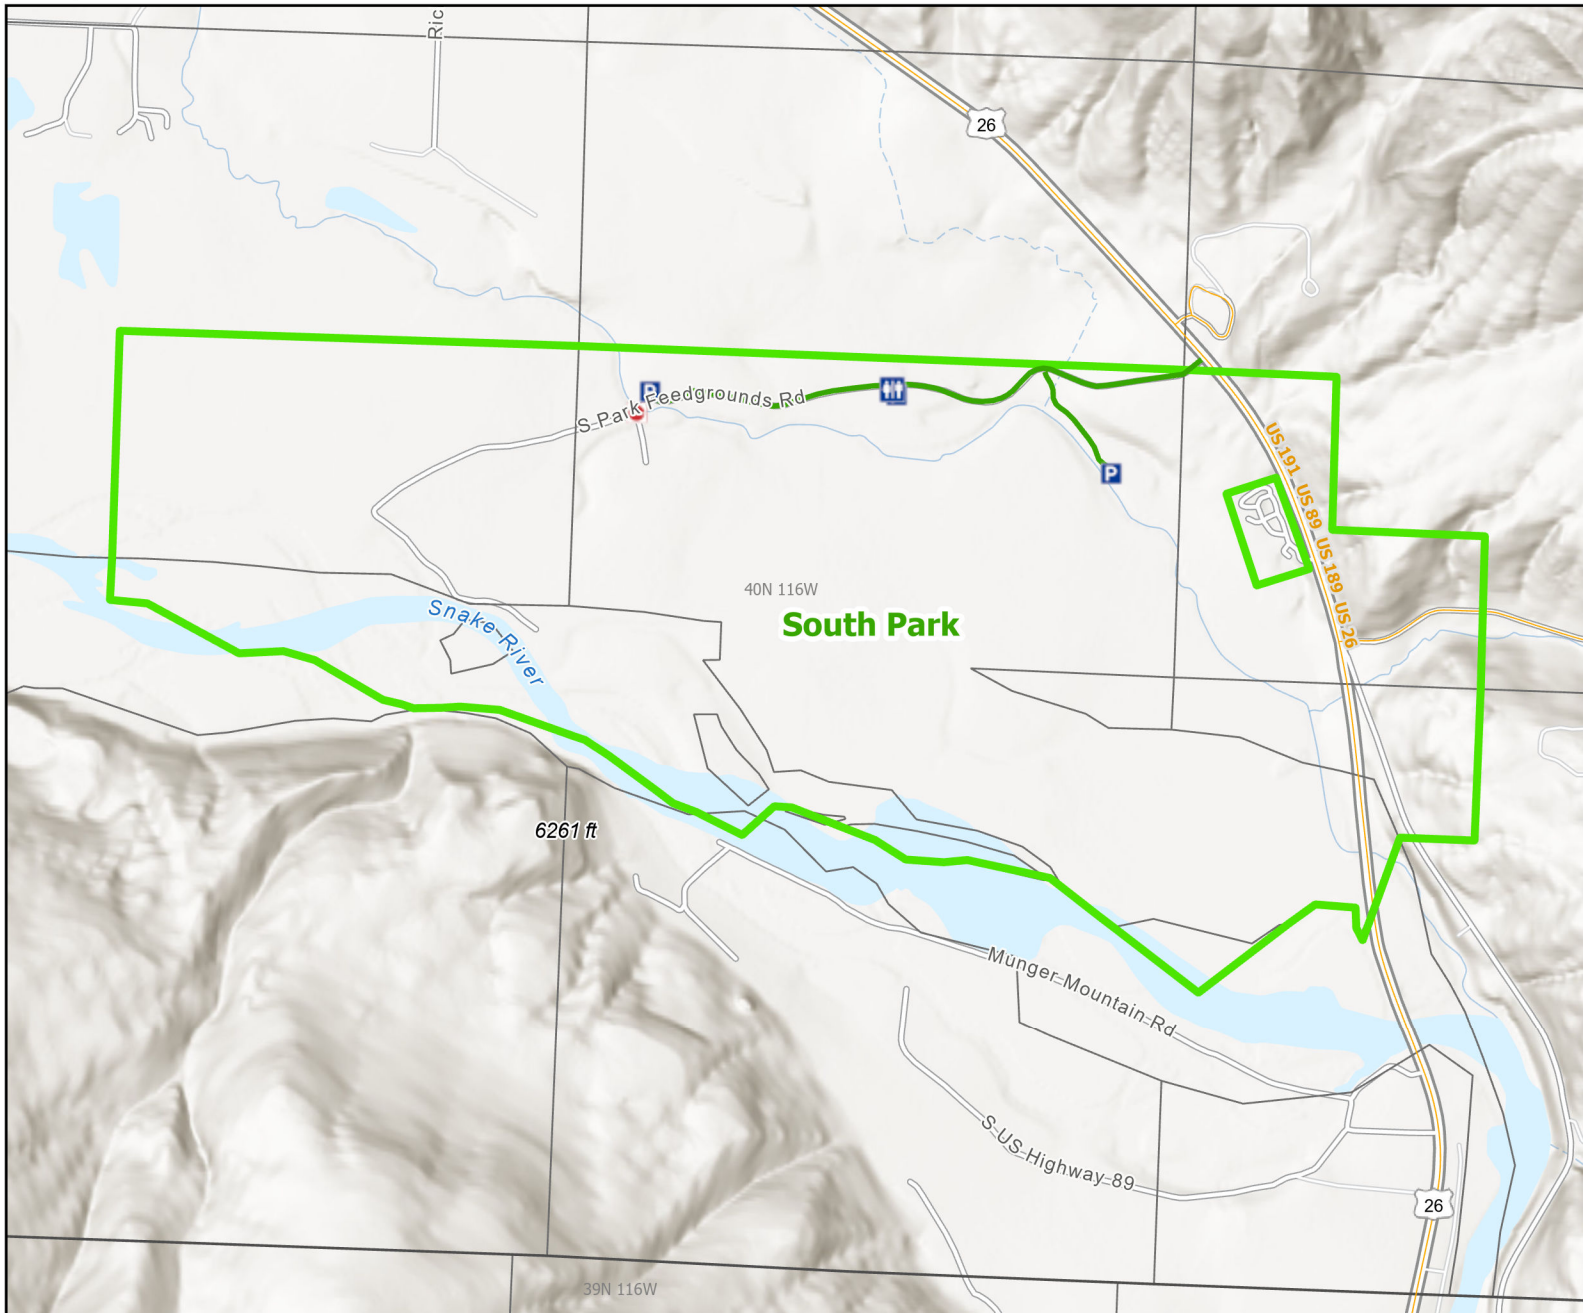 Ric
26
P
S Park Feedgrounds Rd
P
US 191 US 89 US 189 US 26
40N 116W
South Park
Snake River
6261 ft
Munger Mountain Rd
S US Highway 89
26
39N 116W